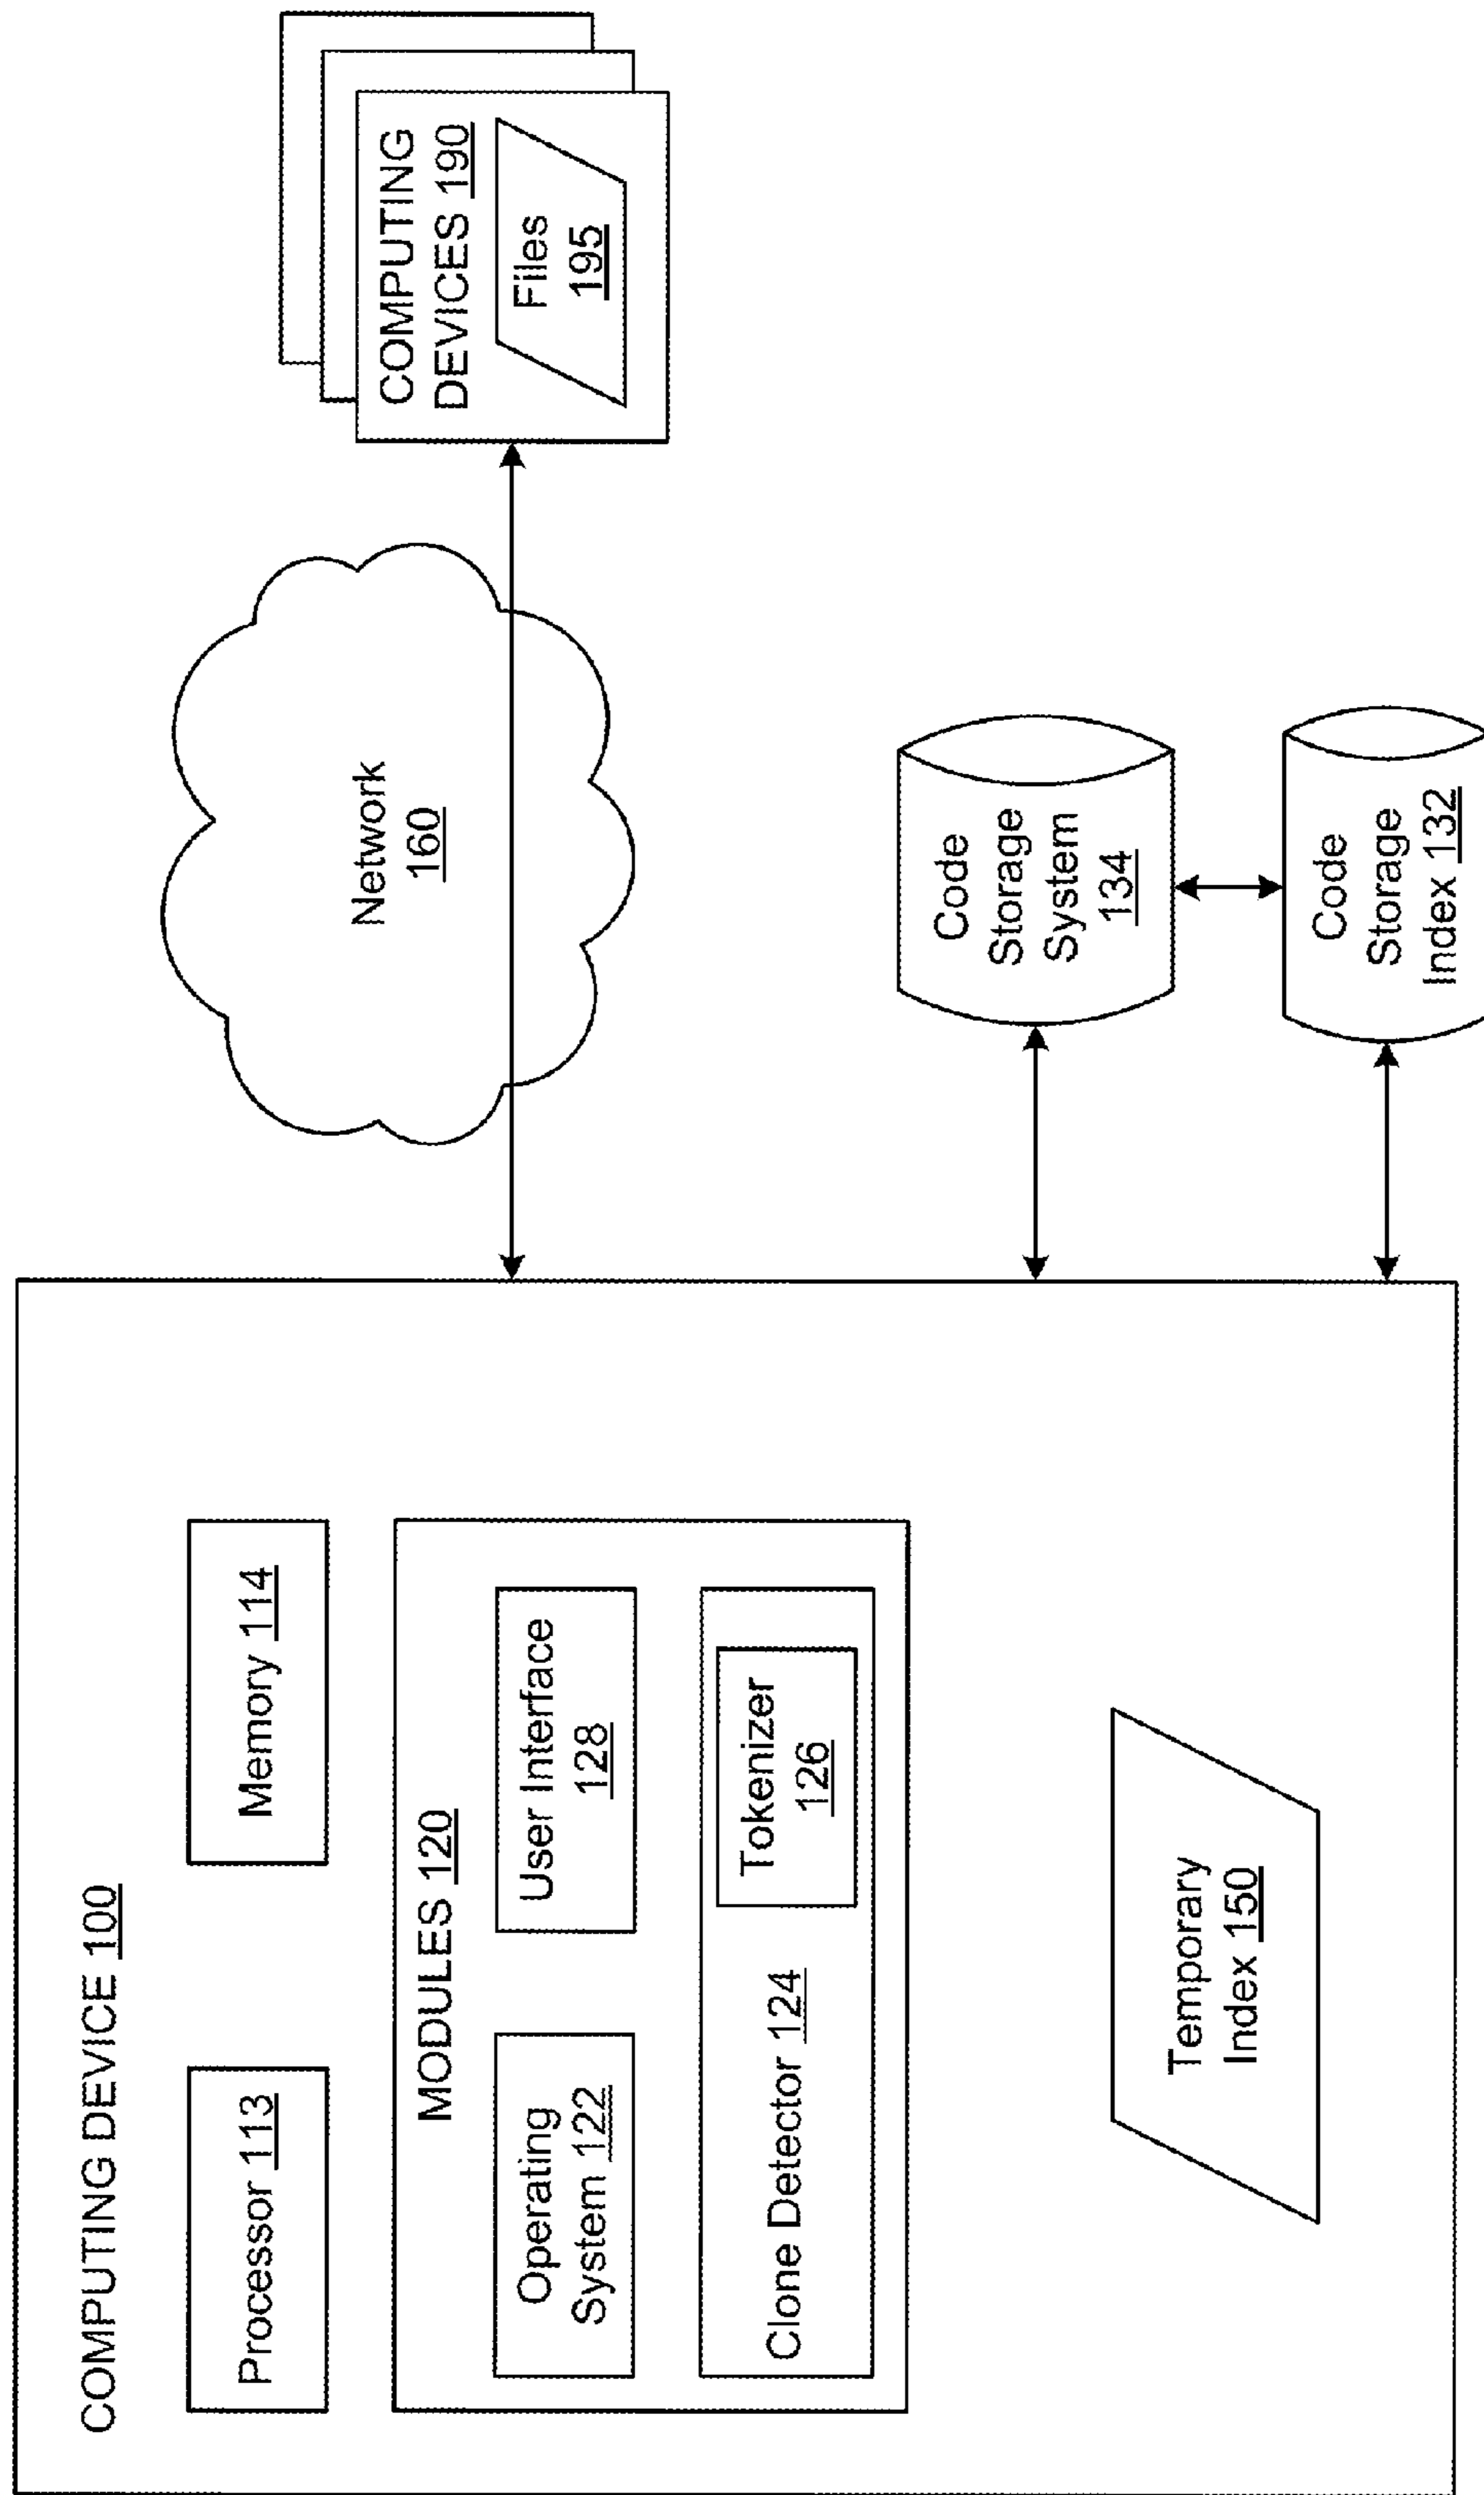 COMPUTING DEVICE 100
Processor 113
Memory 114
MODULES 120
Operating
System 122
User Interface
128
Clone Detector 124
Tokenizer
126
Temporary
Index 150
Network
160
COMPUTING
DEVICES 190
Files
195
Code
Storage
System
134
Code
Storage
Index 132